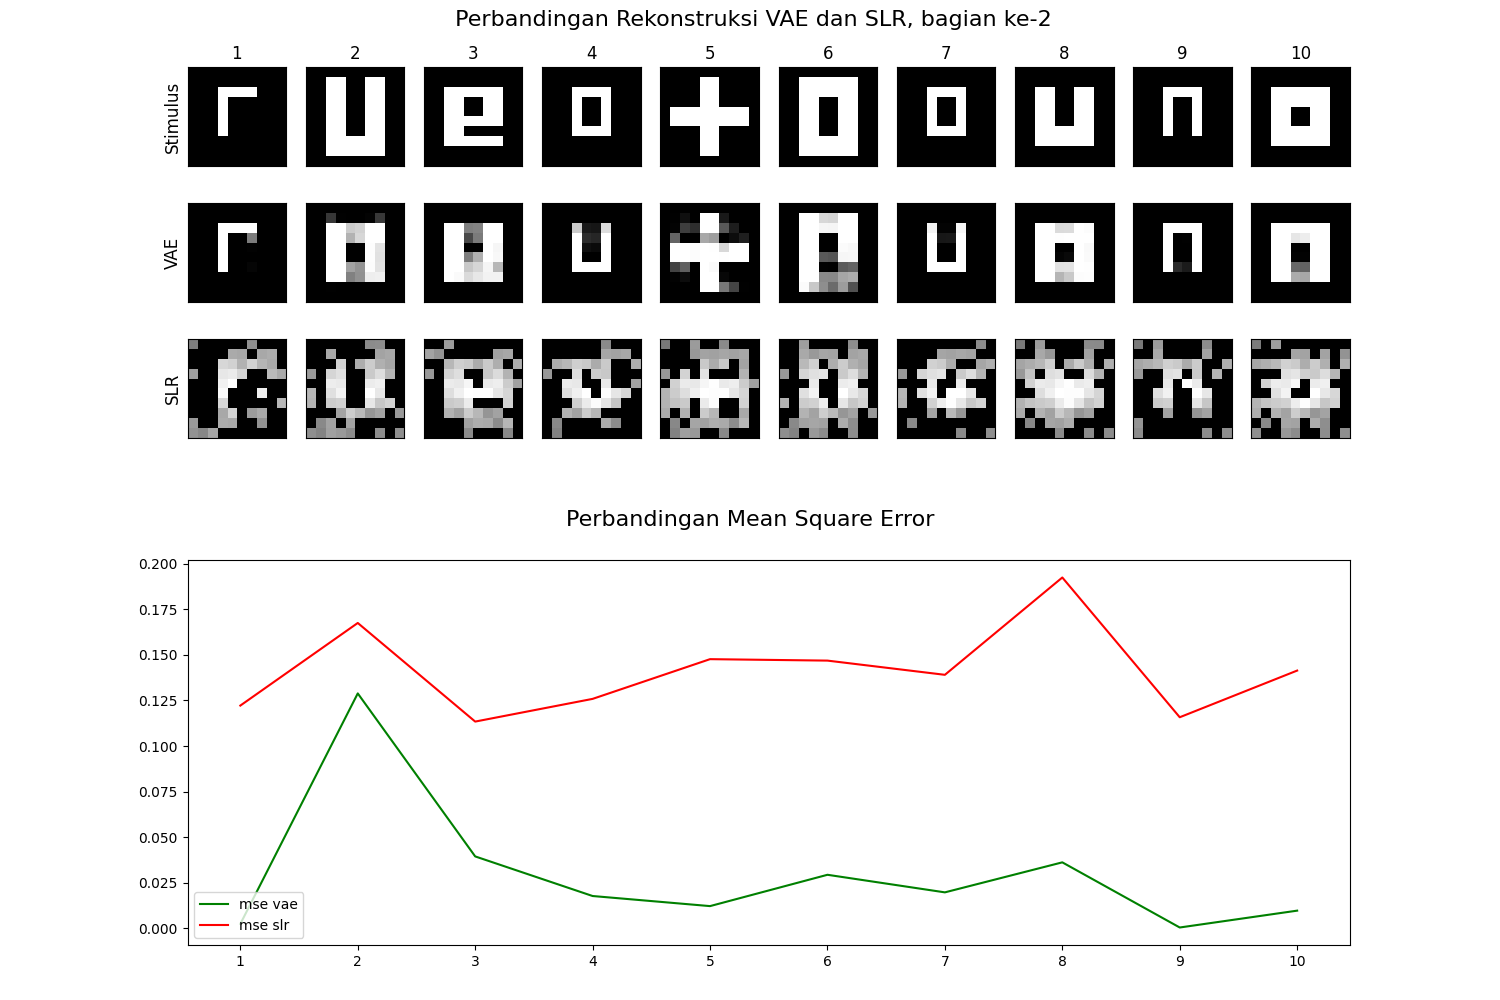 Perbandingan Rekonstruksi VAE dan SLR, bagian ke-2
1 2 3 4 5 6 7 8 9 10
Stimulus
VAE
SLR
Perbandingan Mean Square Error
0.200
0.175
0.150
0.125
0.100
0.075
0.050
0.025
0.000
mse vae
mse slr
1 2 3 4 5 6 7 8 9 10